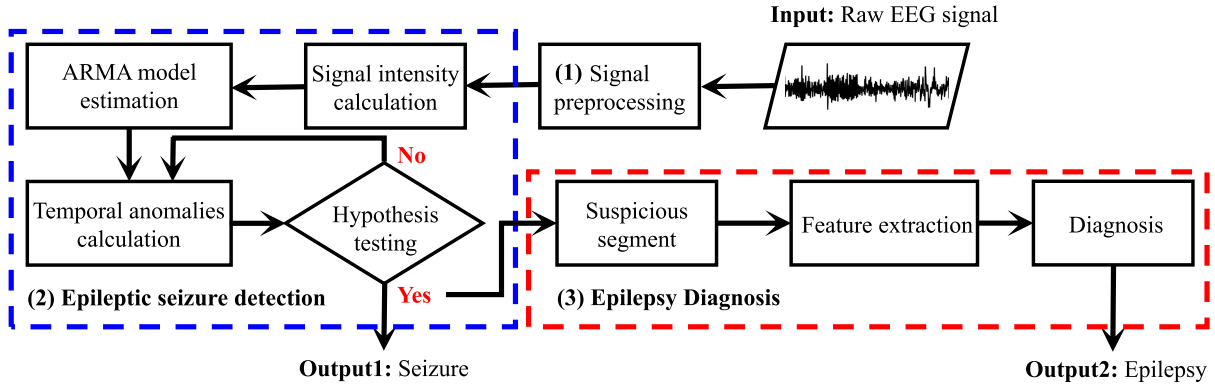 Input: Raw EEG signal
ARMA model
estimation
Signal intensity
calculation
(1) Signal
preprocessing
No
Temporal anomalies
calculation
Hypothesis
testing
Suspicious
segment
Feature extraction
Diagnosis
(2) Epileptic seizure detection
Yes
(3) Epilepsy Diagnosis
Output1: Seizure
Output2: Epilepsy